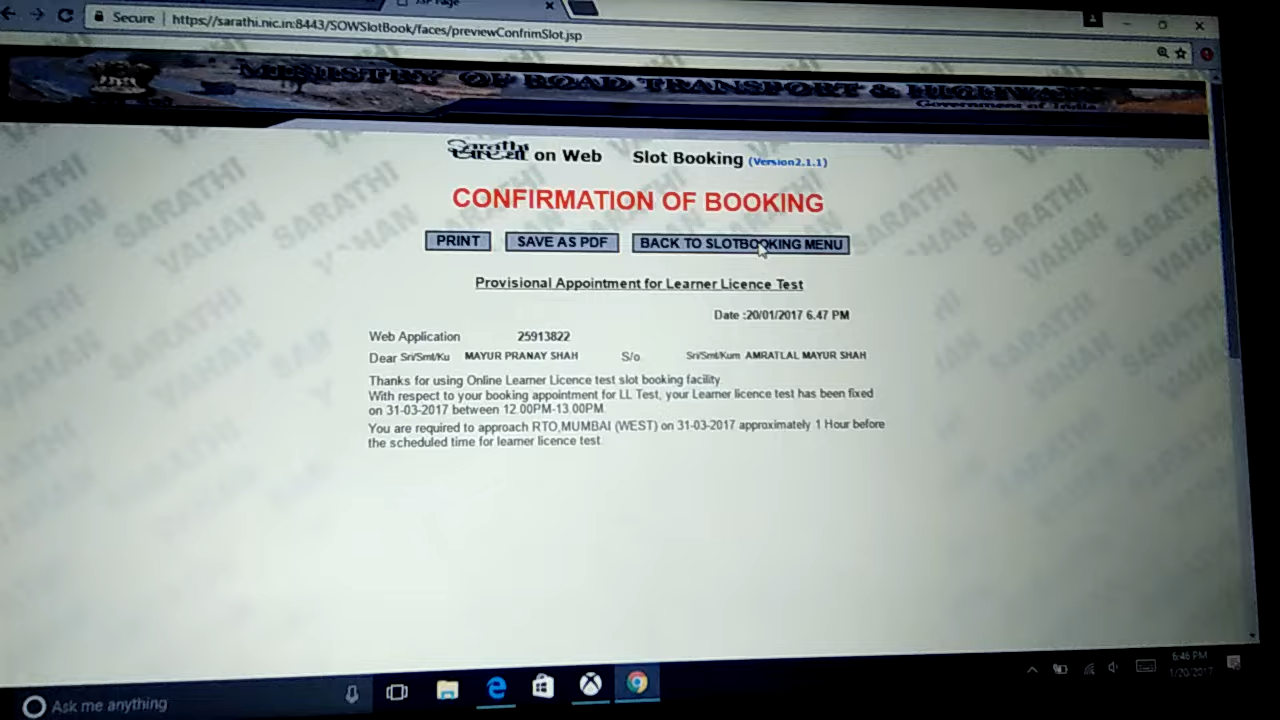 Secure | https://sarathi.nic.in:8443/SOWSlotBook/faces/previewConfrimSlot.jsp
MINISTRY OF ROAD TRANSPORT & HIGHWAYS
Government of India
on Web Slot Booking (Version2.1.1)
CONFIRMATION OF BOOKING
PRINT SAVE AS PDF BACK TO SLOTBOOKING MENU
Provisional Appointment for Learner Licence Test
Date :20/01/2017 6.47 PM
Web Application 25913822
Dear Sri/Smt/Ku MAYUR PRANAY SHAH S/o Sri/Smt/Kum AMRATLAL MAYUR SHAH
Thanks for using Online Learner Licence test slot booking facility.
With respect to your booking appointment for LL Test, your Learner licence test has been fixed
on 31-03-2017 between 12.00PM-13.00PM.
You are required to approach RTO,MUMBAI (WEST) on 31-03-2017 approximately 1 Hour before
the scheduled time for learner licence test.
SARATHI VAHAN
Ask me anything
6:46 PM
1/20/2017